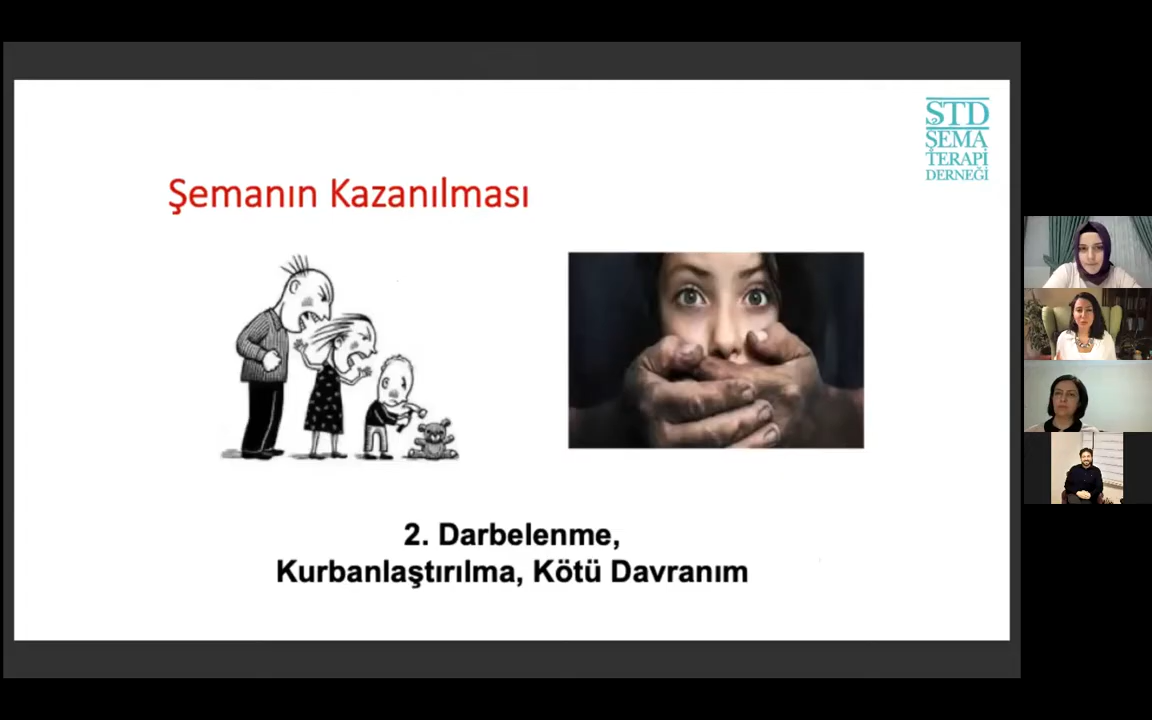 STD
ŞEMA
TERAPİ
DERNEĞİ
Şemanın Kazanılması
2. Darbelenme,
Kurbanlaştırılma, Kötü Davranım